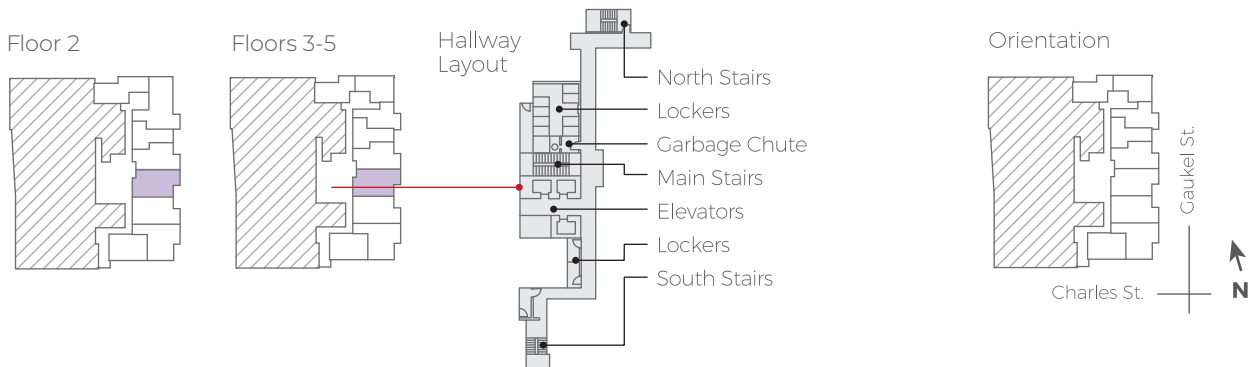 Floor 2
Floors 3-5
Hallway
Layout
North Stairs
Lockers
Garbage Chute
Main Stairs
Elevators
Lockers
South Stairs
Orientation
Gaukel St.
Charles St.
N